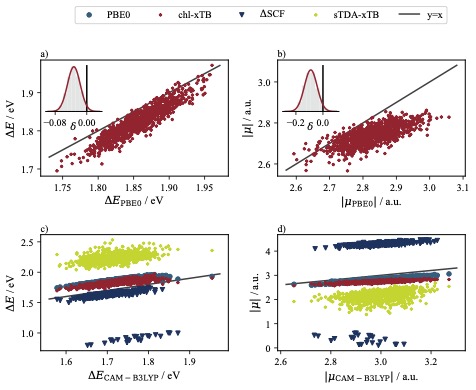 PBE0 chl-xTB ΔSCF sTDA-xTB y=x
a)
ΔE / eV
1.9
1.8
1.7
−0.08 0.00
δ
1.75 1.80 1.85 1.90 1.95
ΔE_PBE0 / eV
b)
|μ| / a.u.
3.0
2.8
2.6
−0.2 0.0
δ
2.6 2.7 2.8 2.9 3.0 3.1
|μ_PBE0| / a.u.
c)
ΔE / eV
2.5
2.0
1.5
1.0
1.6 1.7 1.8 1.9 2.0
ΔE_CAM − B3LYP / eV
d)
|μ| / a.u.
4
3
2
1
0
2.6 2.8 3.0 3.2
|μ_CAM − B3LYP| / a.u.